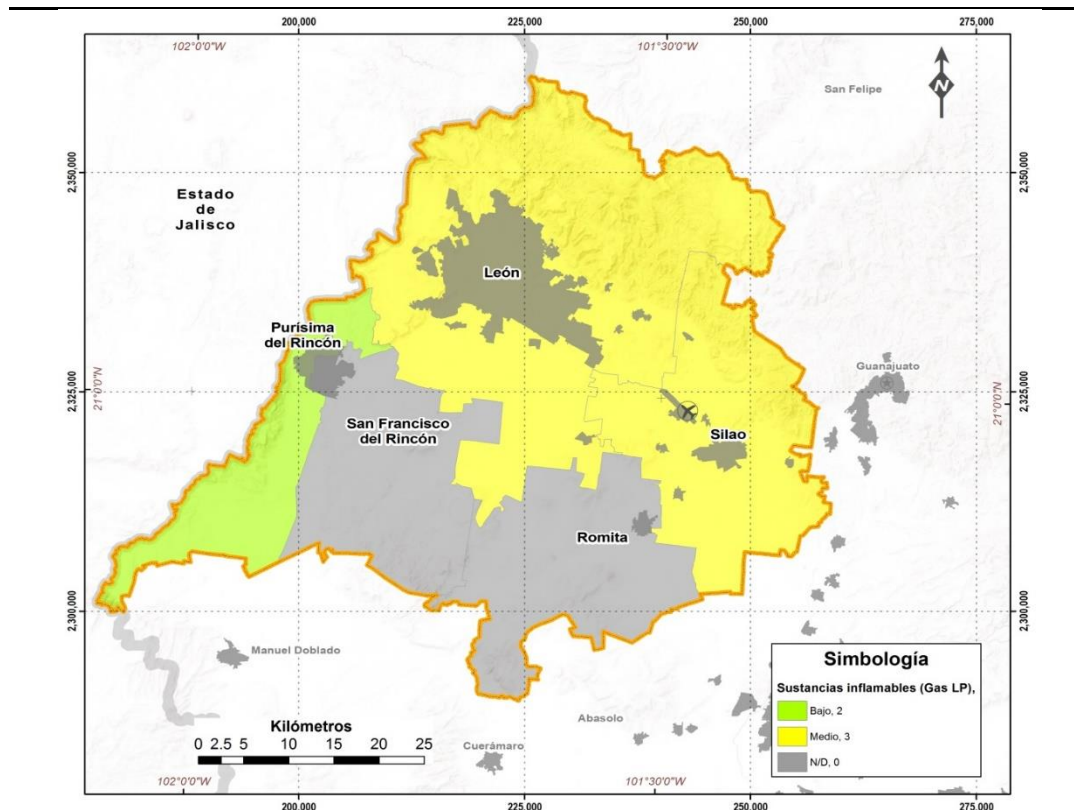 200,000 225,000 250,000 275,000
102°0'0"W 101°30'0"W
San Felipe
N
2,350,000 2,350,000
Estado
de
Jalisco
León
Purísima
del Rincón
Guanajuato
2,325,000 2,325,000
21°0'0"N 21°0'0"N
San Francisco
del Rincón
Silao
Romita
2,300,000 2,300,000
Manuel Doblado
Abasolo
Cuerámaro
Kilómetros
0 2.5 5 10 15 20 25
Simbología
Sustancias inflamables (Gas LP),
Bajo, 2
Medio, 3
N/D, 0
102°0'0"W 101°30'0"W
200,000 225,000 250,000 275,000